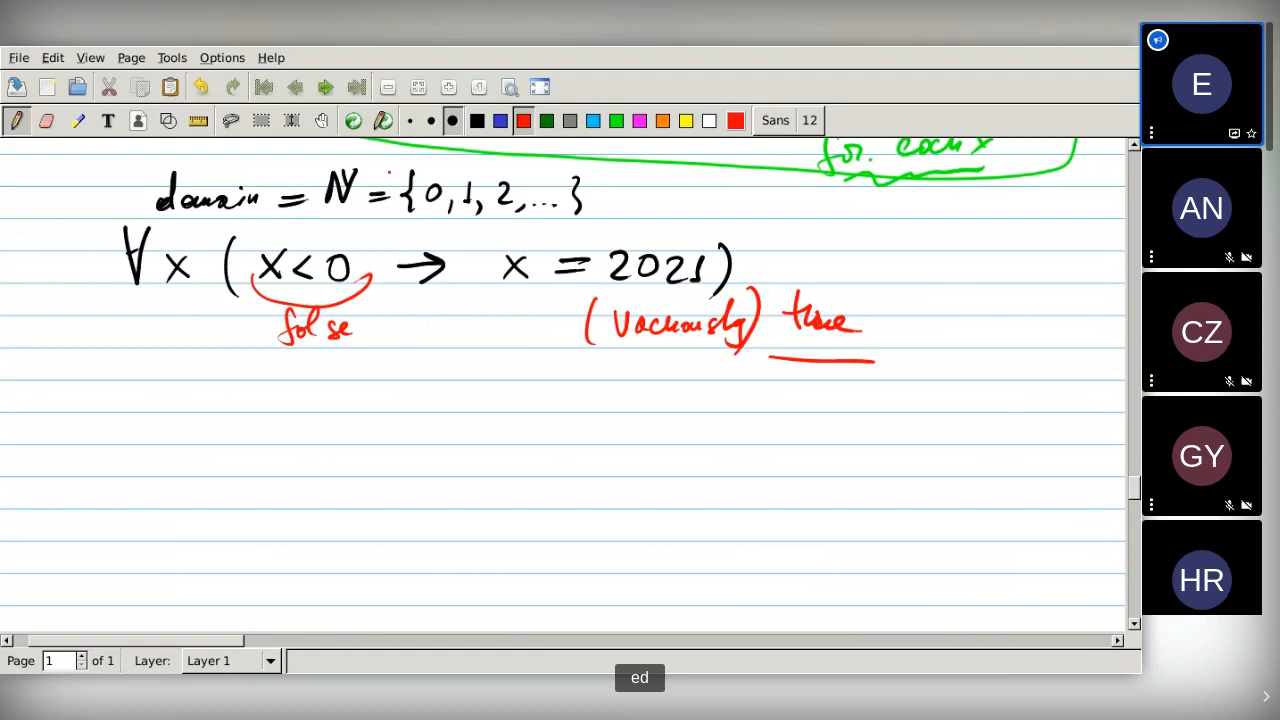 E
File Edit View Page Tools Options Help
Sans 12
AN
for. each x
domain = ℕ = {0, 1, 2, ... }
∀ x ( x < 0 → x = 2021)
false (vacuously) true
CZ
GY
HR
Page 1 of 1 Layer: Layer 1
ed